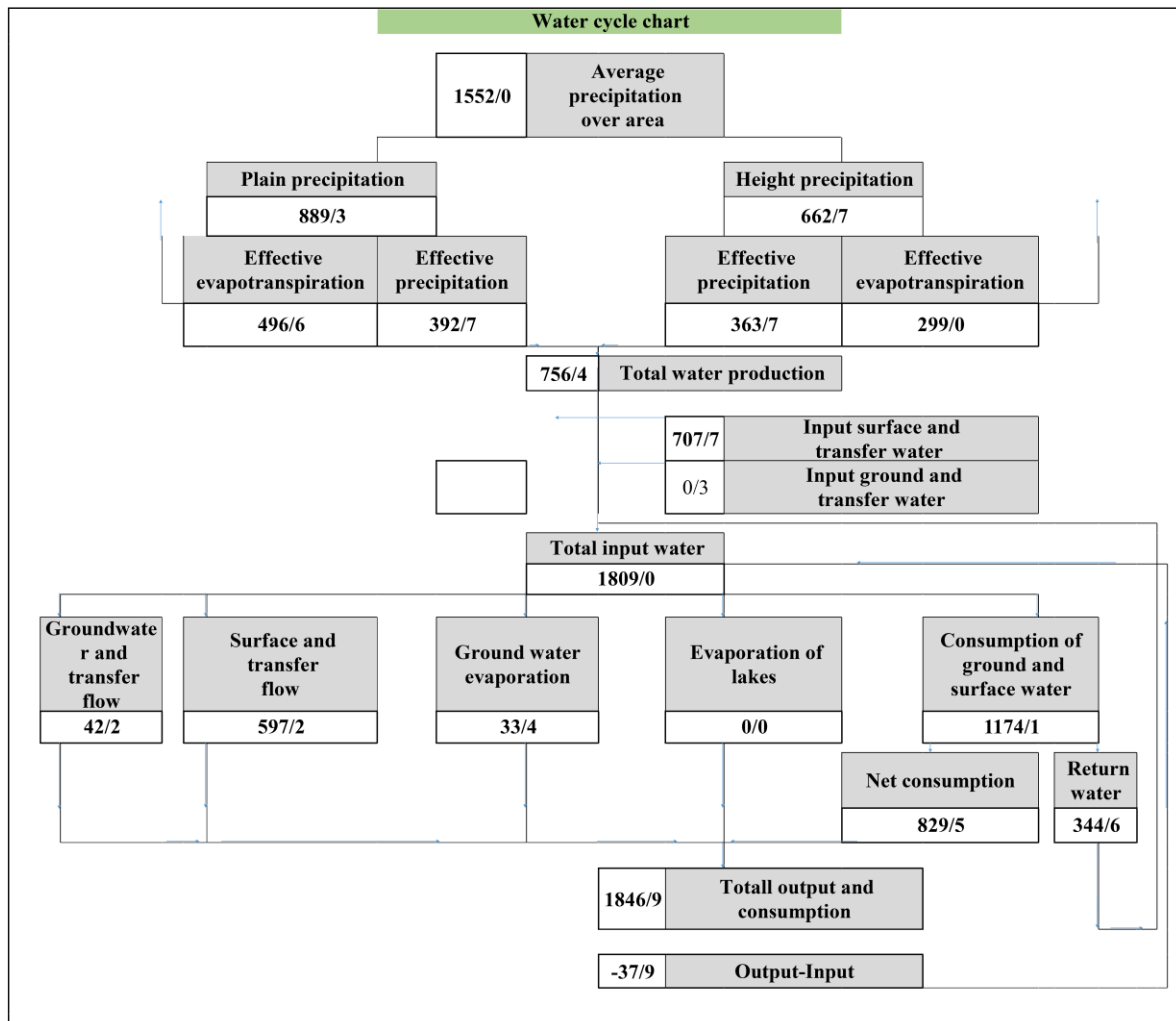 Water cycle chart
1552/0
Average
precipitation
over area
Plain precipitation
889/3
Height precipitation
662/7
Effective
evapotranspiration
Effective
precipitation
Effective
precipitation
Effective
evapotranspiration
496/6
392/7
363/7
299/0
756/4
Total water production
707/7
Input surface and
transfer water
0/3
Input ground and
transfer water
Total input water
1809/0
Groundwate
r and
transfer
flow
42/2
Surface and
transfer
flow
597/2
Ground water
evaporation
33/4
Evaporation of
lakes
0/0
Consumption of
ground and
surface water
1174/1
Net consumption
829/5
Return
water
344/6
1846/9
Totall output and
consumption
-37/9
Output-Input